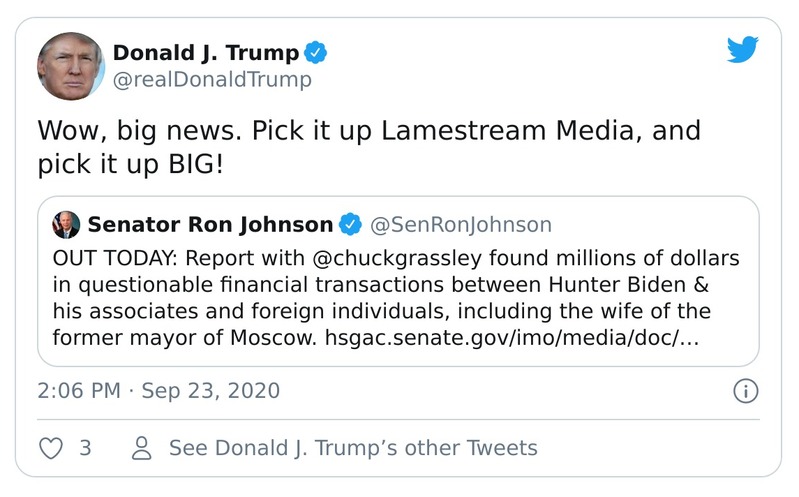 Donald J. Trump
@realDonaldTrump
Wow, big news. Pick it up Lamestream Media, and
pick it up BIG!
Senator Ron Johnson @SenRonJohnson
OUT TODAY: Report with @chuckgrassley found millions of dollars
in questionable financial transactions between Hunter Biden &
his associates and foreign individuals, including the wife of the
former mayor of Moscow. hsgac.senate.gov/imo/media/doc/…
2:06 PM · Sep 23, 2020
3 See Donald J. Trump’s other Tweets